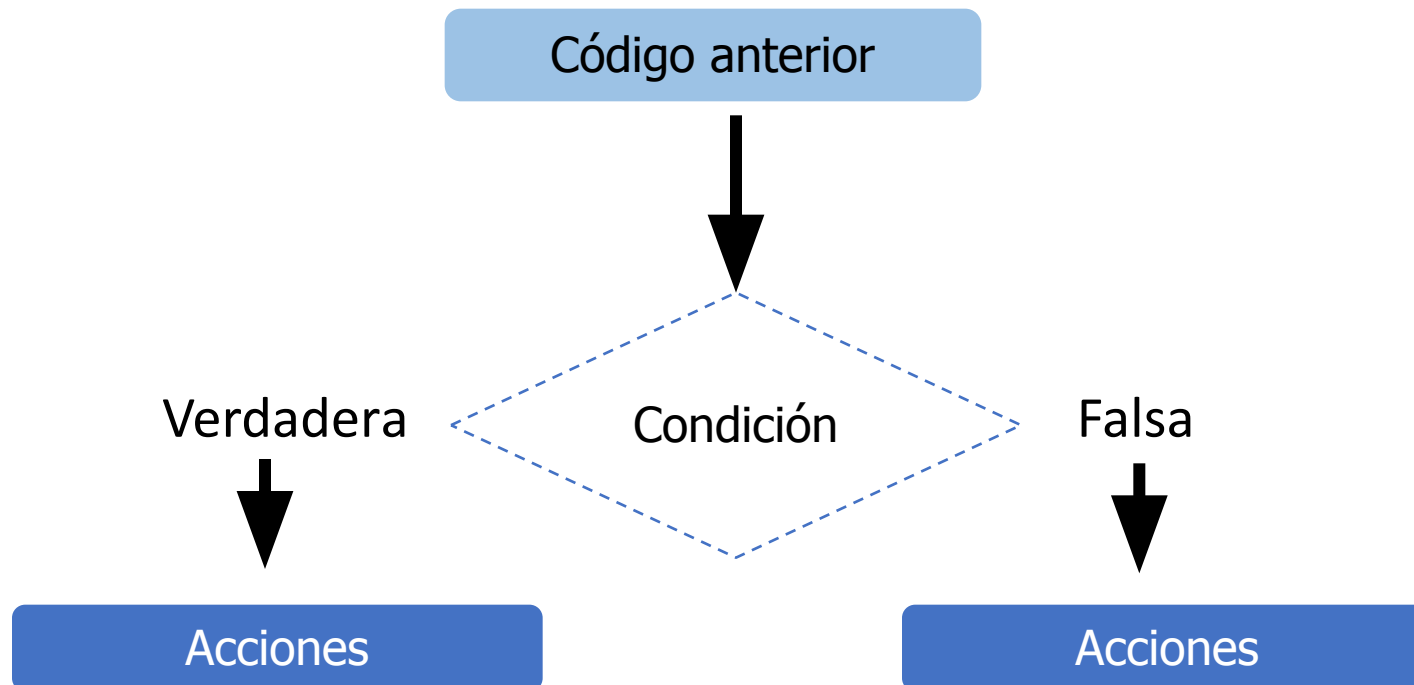 Código anterior
Verdadera
Condición
Falsa
Acciones
Acciones